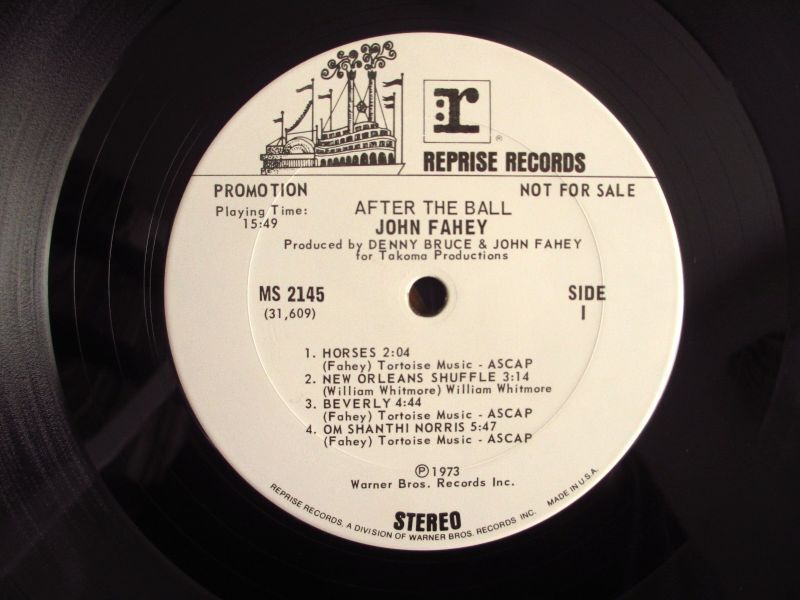 r
®
REPRISE RECORDS
PROMOTION
NOT FOR SALE
Playing Time:
15:49
AFTER THE BALL
JOHN FAHEY
Produced by DENNY BRUCE & JOHN FAHEY
for Takoma Productions
MS 2145
(31,609)
SIDE
1
1. HORSES 2:04
(Fahey) Tortoise Music - ASCAP
2. NEW ORLEANS SHUFFLE 3:14
(William Whitmore) William Whitmore
3. BEVERLY 4:44
(Fahey) Tortoise Music - ASCAP
4. OM SHANTHI NORRIS 5:47
(Fahey) Tortoise Music - ASCAP
℗ 1973
Warner Bros. Records Inc.
STEREO
REPRISE RECORDS, A DIVISION OF WARNER BROS. RECORDS INC. MADE IN U.S.A.